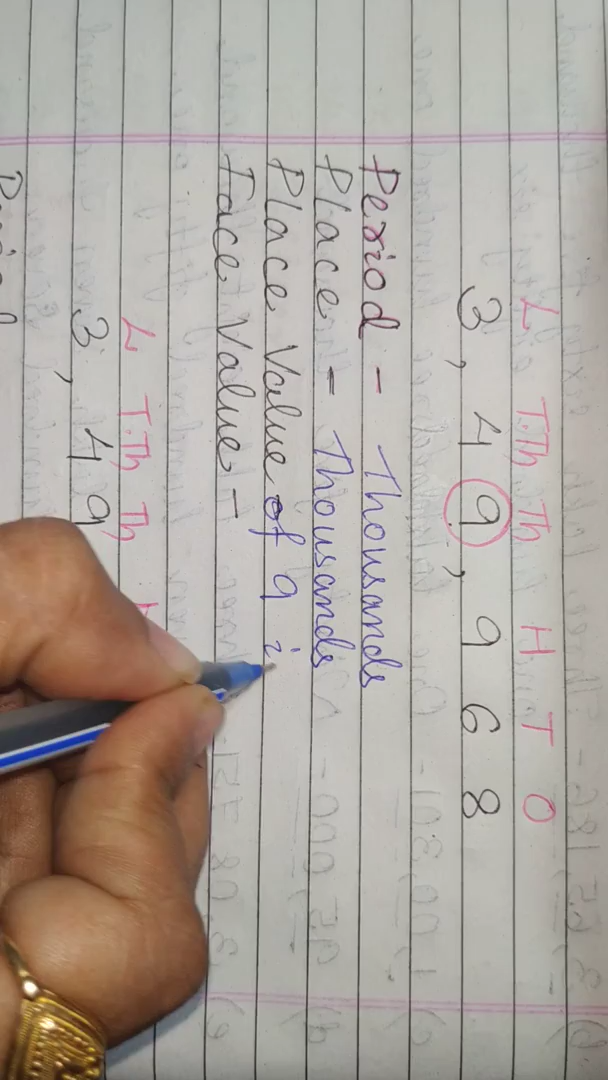 L T.Th Th H T O
3, 4 9, 9 6 8
Period - Thousands
Place - Thousands
Place Value of 9 i
Face Value -
L T.Th Th
3, 4 9